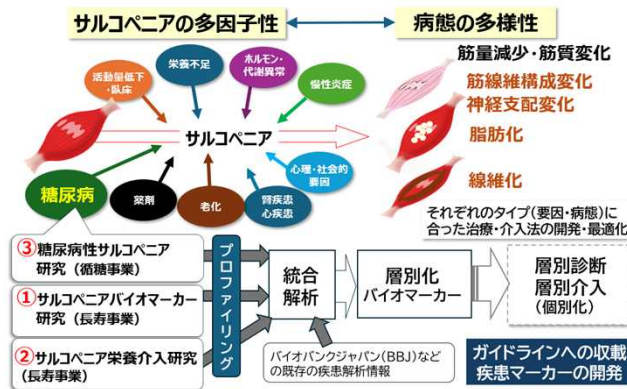 サルコペニアの多因子性
病態の多様性
活動量低下
・臥床
栄養不足
ホルモン・
代謝異常
慢性炎症
サルコペニア
糖尿病
薬剤
老化
腎疾患
心疾患
心理・社会的
要因
筋量減少・筋質変化
筋線維構成変化
神経支配変化
脂肪化
線維化
それぞれのタイプ(要因・病態)に
合った治療・介入法の開発・最適化
③糖尿病性サルコペニア
研究(循糖事業)
①サルコペニアバイオマーカー
研究(長寿事業)
②サルコペニア栄養介入研究
(長寿事業)
プロファイリング
統合
解析
層別化
バイオマーカー
層別診断
層別介入
(個別化)
バイオバンクジャパン(BBJ)など
の既存の疾患解析情報
ガイドラインへの収載
疾患マーカーの開発